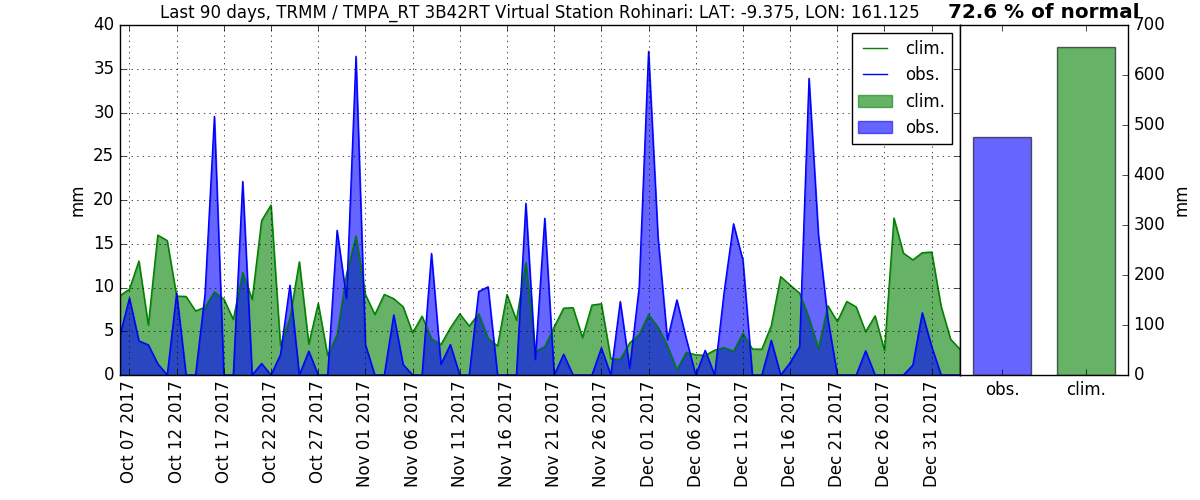 Last 90 days, TRMM / TMPA_RT 3B42RT Virtual Station Rohinari: LAT: -9.375, LON: 161.125
72.6 % of normal
40
35
30
25
20
15
10
5
0
mm
clim.
obs.
clim.
obs.
Oct 07 2017
Oct 12 2017
Oct 17 2017
Oct 22 2017
Oct 27 2017
Nov 01 2017
Nov 06 2017
Nov 11 2017
Nov 16 2017
Nov 21 2017
Nov 26 2017
Dec 01 2017
Dec 06 2017
Dec 11 2017
Dec 16 2017
Dec 21 2017
Dec 26 2017
Dec 31 2017
700
600
500
400
300
200
100
0
mm
obs.
clim.